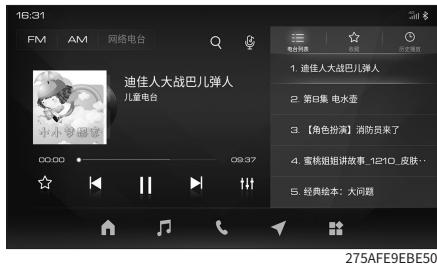 16:31
4G
FM AM 网络电台
电台列表 收藏 历史播放
迪佳人大战巴儿弹人
儿童电台
小小梦想家
00:00 09:37
1. 迪佳人大战巴儿弹人
2. 第8集 电水壶
3. 【角色扮演】消防员来了
4. 蜜桃姐姐讲故事_1210_皮肤··
5. 经典绘本：大问题
275AFE9EBE50